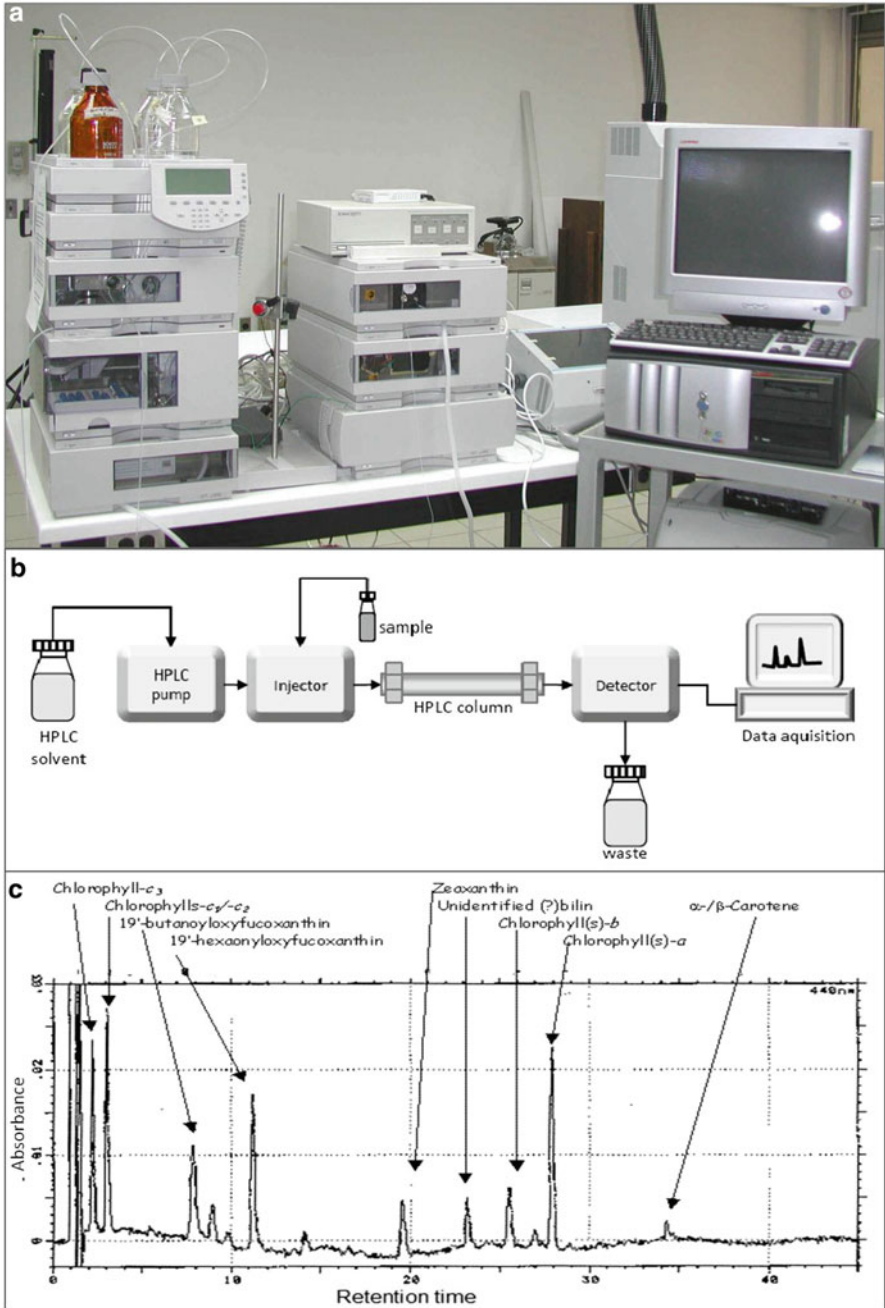 a
b
HPLC
solvent
HPLC
pump
Injector
sample
HPLC column
Detector
waste
Data aquisition
c
Chlorophyll-c₃
Chlorophylls-c₁/-c₂
19'-butanoyloxyfucoxanthin
19'-hexaonyloxyfucoxanthin
Zeaxanthin
Unidentified (?)bilin
Chlorophyll(s)-b
Chlorophyll(s)-a
α-/β-Carotene
.03
.02
.01
0
Absorbance
440nm
0
10
20
30
40
Retention time